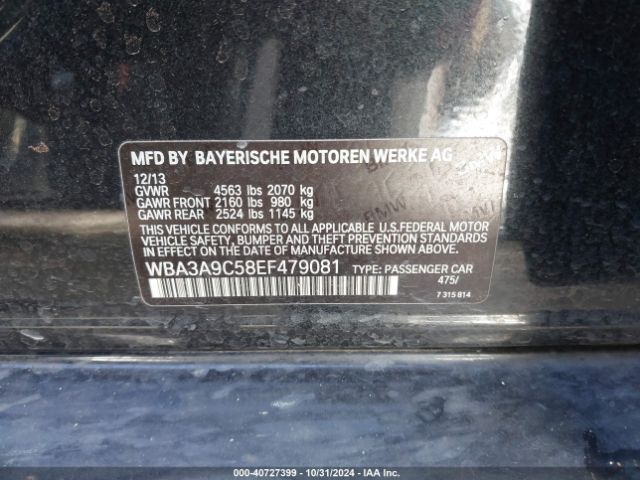 MFD BY BAYERISCHE MOTOREN WERKE AG
12/13
GVWR 4563 lbs 2070 kg
GAWR FRONT 2160 lbs 980 kg
GAWR REAR 2524 lbs 1145 kg
THIS VEHICLE CONFORMS TO ALL APPLICABLE U.S.FEDERAL MOTOR
VEHICLE SAFETY, BUMPER AND THEFT PREVENTION STANDARDS
IN EFFECT ON THE DATE OF MANUFACTURE SHOWN ABOVE.
WBA3A9C58EF479081 TYPE: PASSENGER CAR
475/
7 315 814
000-40727399 - 10/31/2024 - IAA Inc.